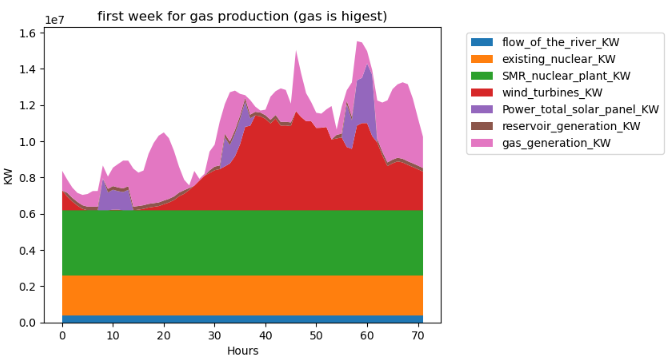 first week for gas production (gas is higest)
1e7
1.6
1.4
1.2
1.0
0.8
0.6
0.4
0.2
0.0
KW
0 10 20 30 40 50 60 70
Hours
flow_of_the_river_KW
existing_nuclear_KW
SMR_nuclear_plant_KW
wind_turbines_KW
Power_total_solar_panel_KW
reservoir_generation_KW
gas_generation_KW